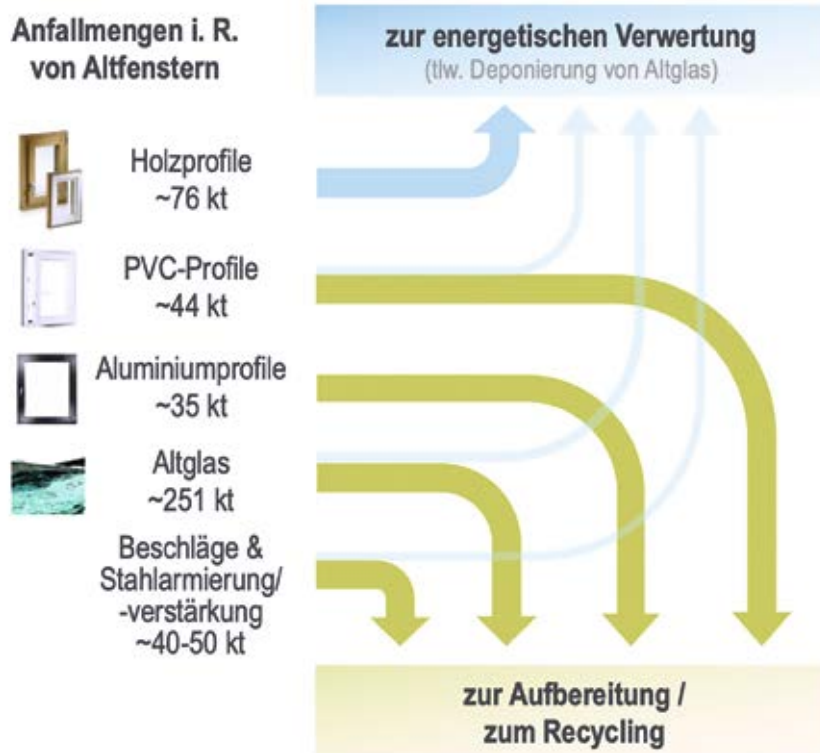 Anfallmengen i. R.
von Altfenstern
zur energetischen Verwertung
(tlw. Deponierung von Altglas)
Holzprofile
~76 kt
PVC-Profile
~44 kt
Aluminiumprofile
~35 kt
Altglas
~251 kt
Beschläge &
Stahlarmierung/
-verstärkung
~40-50 kt
zur Aufbereitung /
zum Recycling